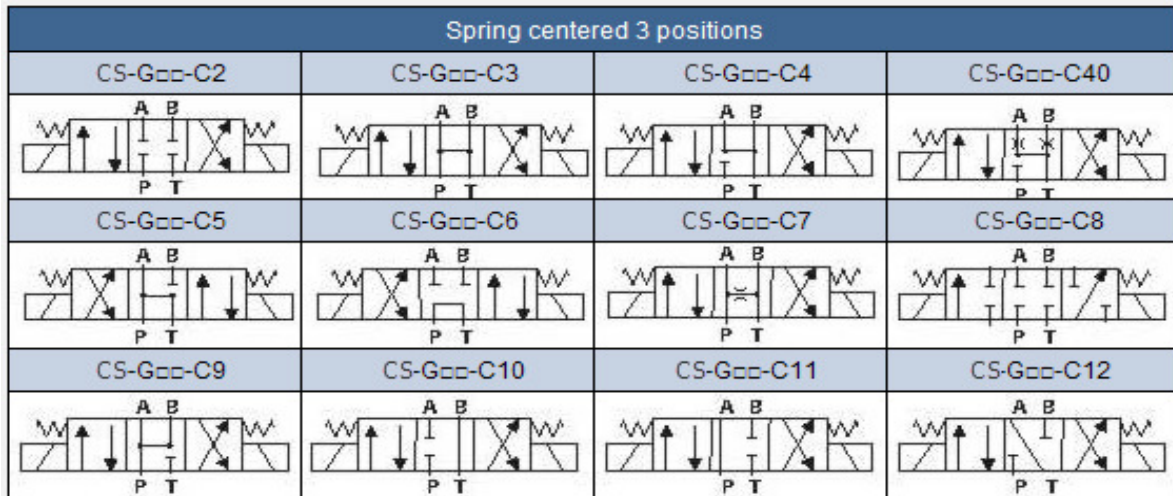 Spring centered 3 positions
CS-G□□-C2 CS-G□□-C3 CS-G□□-C4 CS-G□□-C40
A B A B A B A B
P T P T P T P T
CS-G□□-C5 CS-G□□-C6 CS-G□□-C7 CS-G□□-C8
A B A B A B A B
P T P T P T P T
CS-G□□-C9 CS-G□□-C10 CS-G□□-C11 CS-G□□-C12
A B A B A B A B
P T P T P T P T